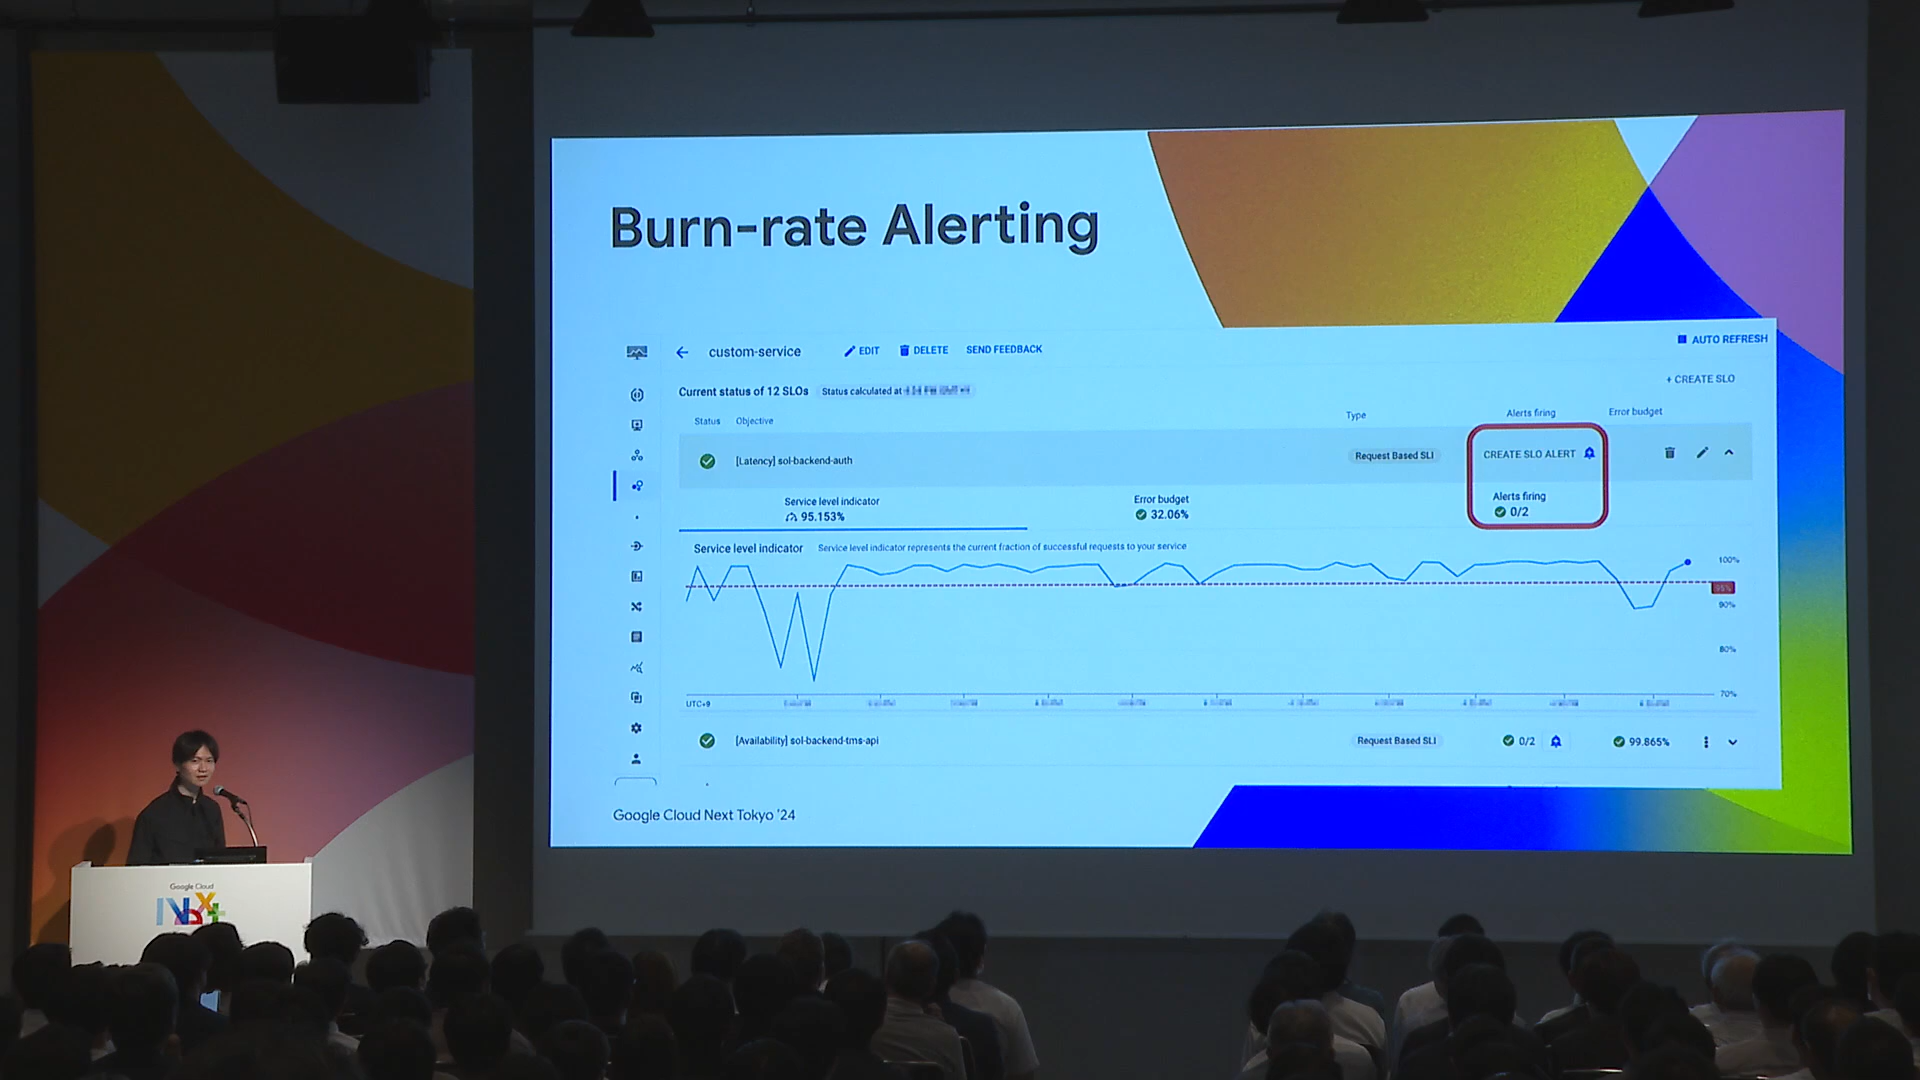 Burn-rate Alerting
custom-service EDIT DELETE SEND FEEDBACK AUTO REFRESH
+ CREATE SLO
Current status of 12 SLOs Status calculated at
Status Objective Type Alerts firing Error budget
[Latency] sol-backend-auth Request Based SLI CREATE SLO ALERT
Service level indicator Error budget Alerts firing
95.153% 32.06% 0/2
Service level indicator Service level indicator represents the current fraction of successful requests to your service
100%
95%
90%
80%
70%
UTC+9
[Availability] sol-backend-tms-api Request Based SLI 0/2 99.865%
Google Cloud Next Tokyo '24
Google Cloud
Next